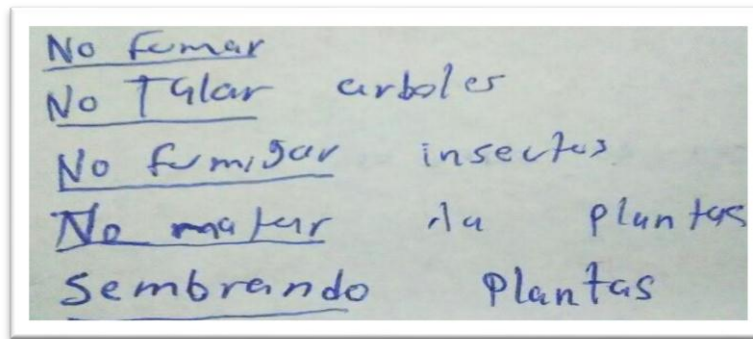 No fumar
No Talar arboles
No fumigar insectos
No matar la plantas
Sembrando Plantas